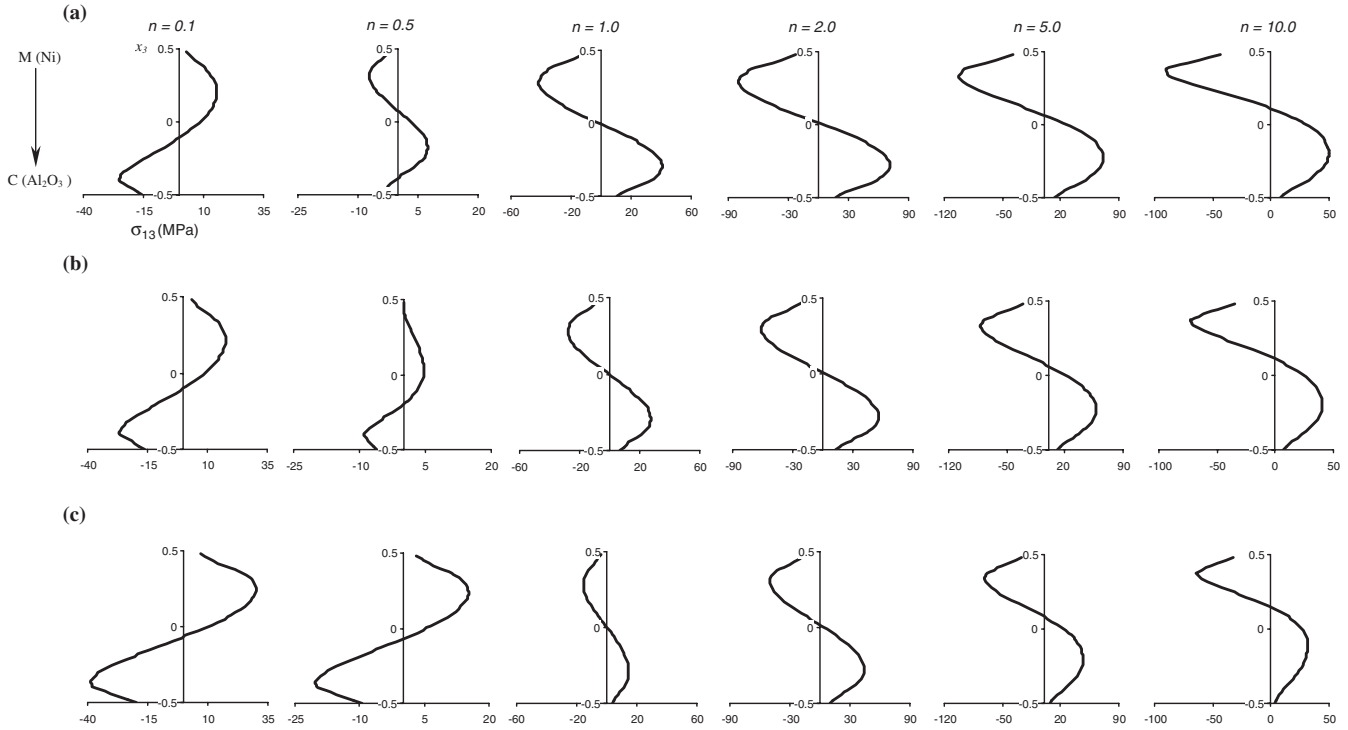 (a)
n = 0.1 n = 0.5 n = 1.0 n = 2.0 n = 5.0 n = 10.0
M (Ni)
x3 0.5 0.5 0.5 0.5 0.5 0.5
0 0 0 0 0 0
C (Al2O3 )
-0.5 -0.5 -0.5 -0.5 -0.5 -0.5
-40 -15 10 35 -25 -10 5 20 -60 -20 20 60 -90 -30 30 90 -120 -50 20 90 -100 -50 0 50
σ13 (MPa)
(b)
0.5 0.5 0.5 0.5 0.5 0.5
0 0 0 0 0 0
-0.5 -0.5 -0.5 -0.5 -0.5 -0.5
-40 -15 10 35 -25 -10 5 20 -60 -20 20 60 -90 -30 30 90 -120 -50 20 90 -100 -50 0 50
(c)
0.5 0.5 0.5 0.5 0.5 0.5
0 0 0 0 0 0
-0.5 -0.5 -0.5 -0.5 -0.5 -0.5
-40 -15 10 35 -25 -10 5 20 -60 -20 20 60 -90 -30 30 90 -120 -50 20 90 -100 -50 0 50